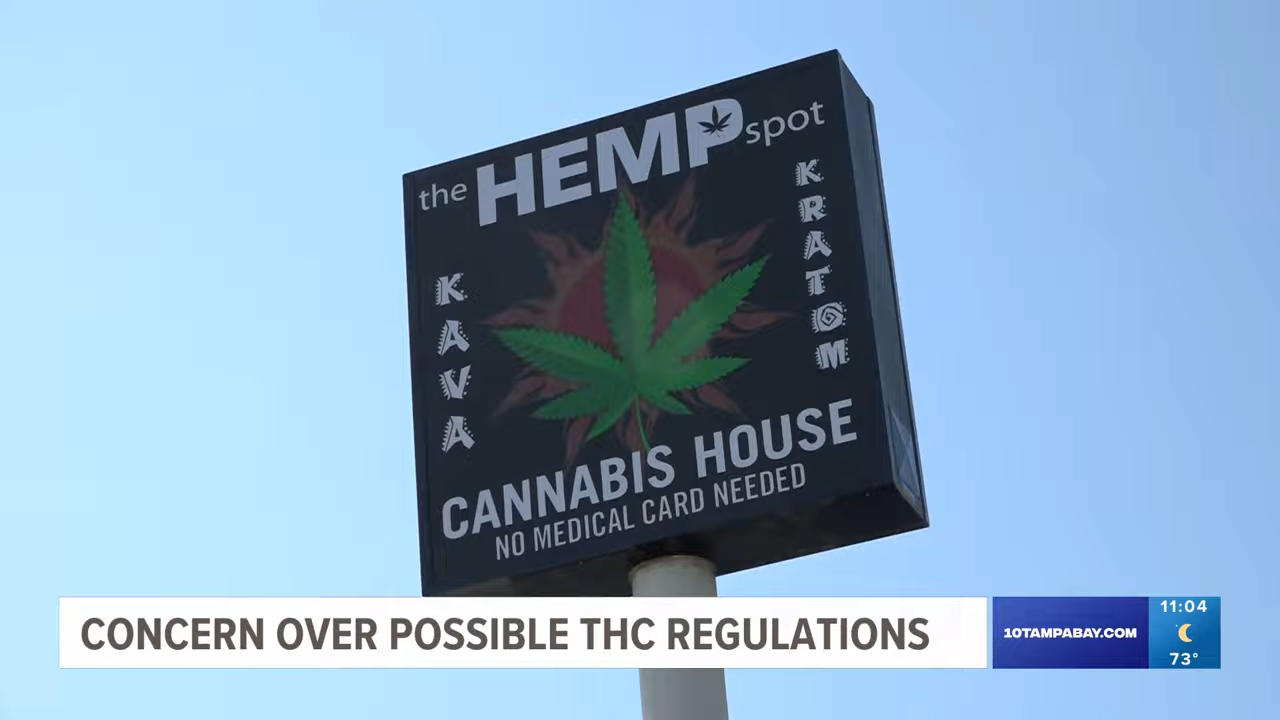 the HEMP spot
KAVA
KRATOM
CANNABIS HOUSE
NO MEDICAL CARD NEEDED
CONCERN OVER POSSIBLE THC REGULATIONS
10TAMPABAY.COM
11:04
73°